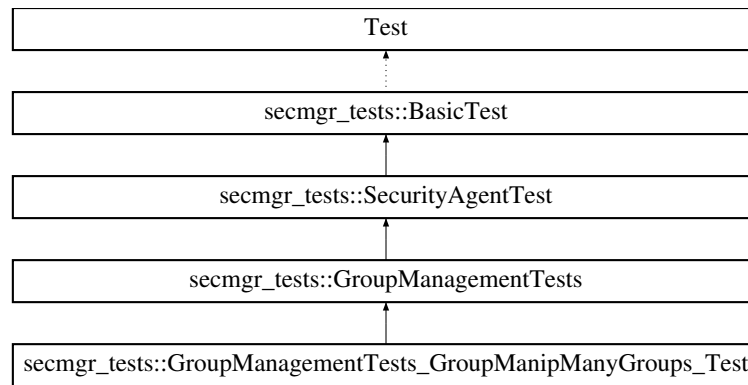 Test
secmgr_tests::BasicTest
secmgr_tests::SecurityAgentTest
secmgr_tests::GroupManagementTests
secmgr_tests::GroupManagementTests_GroupManipManyGroups_Test